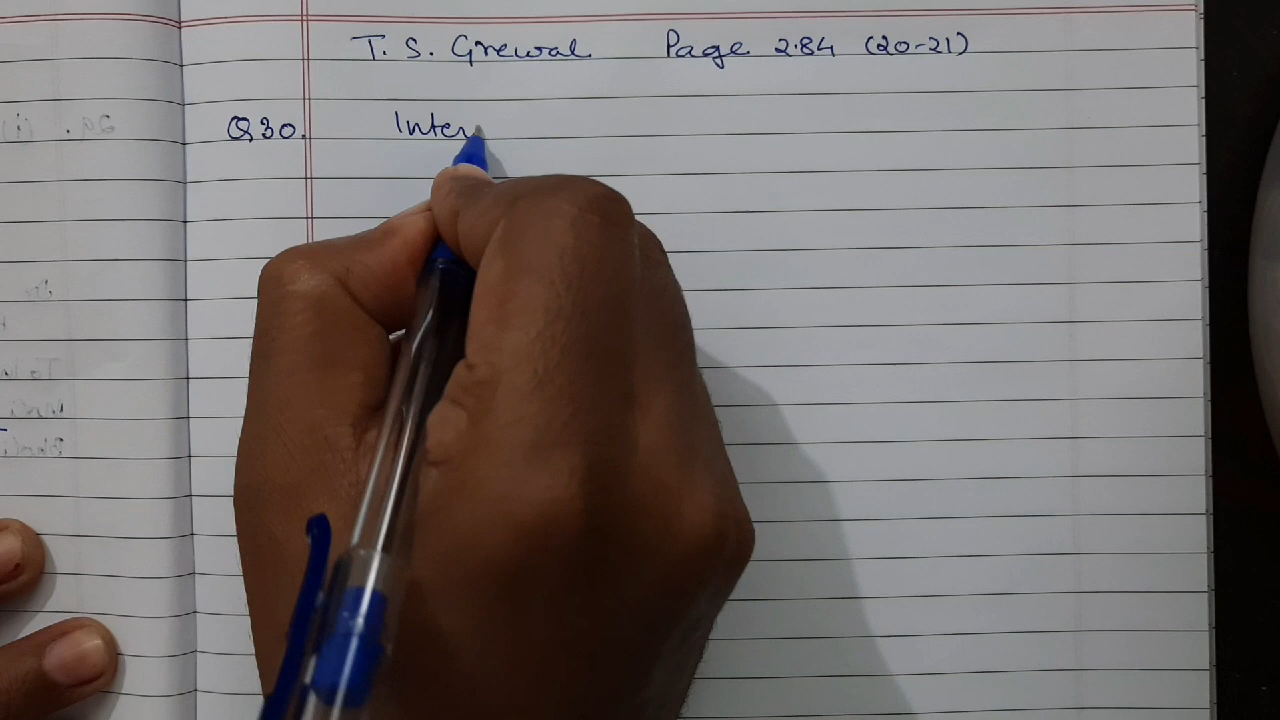 T. S. Grewal Page 2.84 (20-21)
Q30. Inter